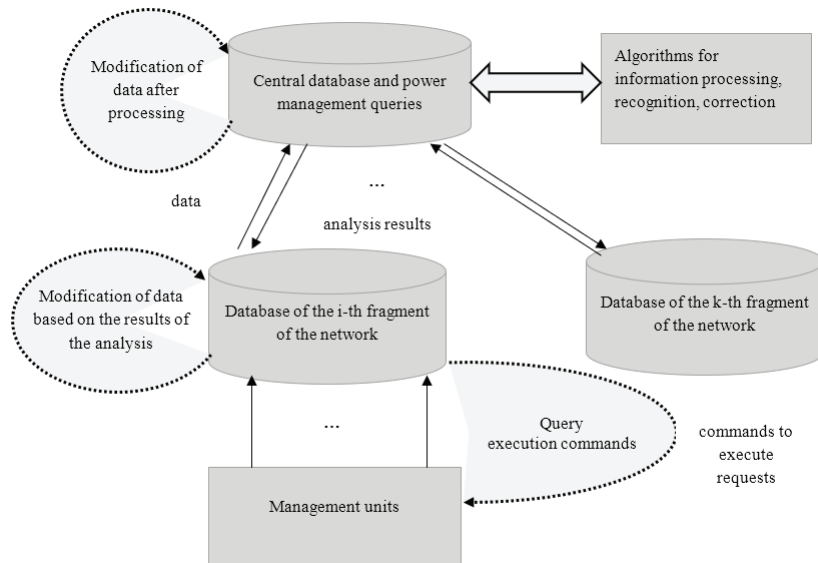 Modification of
data after
processing
Central database and power
management queries
Algorithms for
information processing,
recognition, correction
data
...
analysis results
Modification of data
based on the results of
the analysis
Database of the i-th fragment
of the network
Database of the k-th fragment
of the network
...
Query
execution commands
commands to
execute
requests
Management units